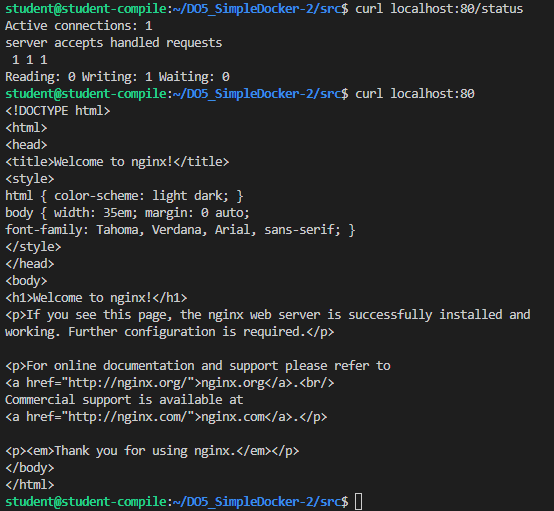 student@student-compile:~/DO5_SimpleDocker-2/src$ curl localhost:80/status
Active connections: 1
server accepts handled requests
 1 1 1
Reading: 0 Writing: 1 Waiting: 0
student@student-compile:~/DO5_SimpleDocker-2/src$ curl localhost:80
<!DOCTYPE html>
<html>
<head>
<title>Welcome to nginx!</title>
<style>
html { color-scheme: light dark; }
body { width: 35em; margin: 0 auto;
font-family: Tahoma, Verdana, Arial, sans-serif; }
</style>
</head>
<body>
<h1>Welcome to nginx!</h1>
<p>If you see this page, the nginx web server is successfully installed and
working. Further configuration is required.</p>

<p>For online documentation and support please refer to
<a href="http://nginx.org/">nginx.org</a>.<br/>
Commercial support is available at
<a href="http://nginx.com/">nginx.com</a>.</p>

<p><em>Thank you for using nginx.</em></p>
</body>
</html>
student@student-compile:~/DO5_SimpleDocker-2/src$